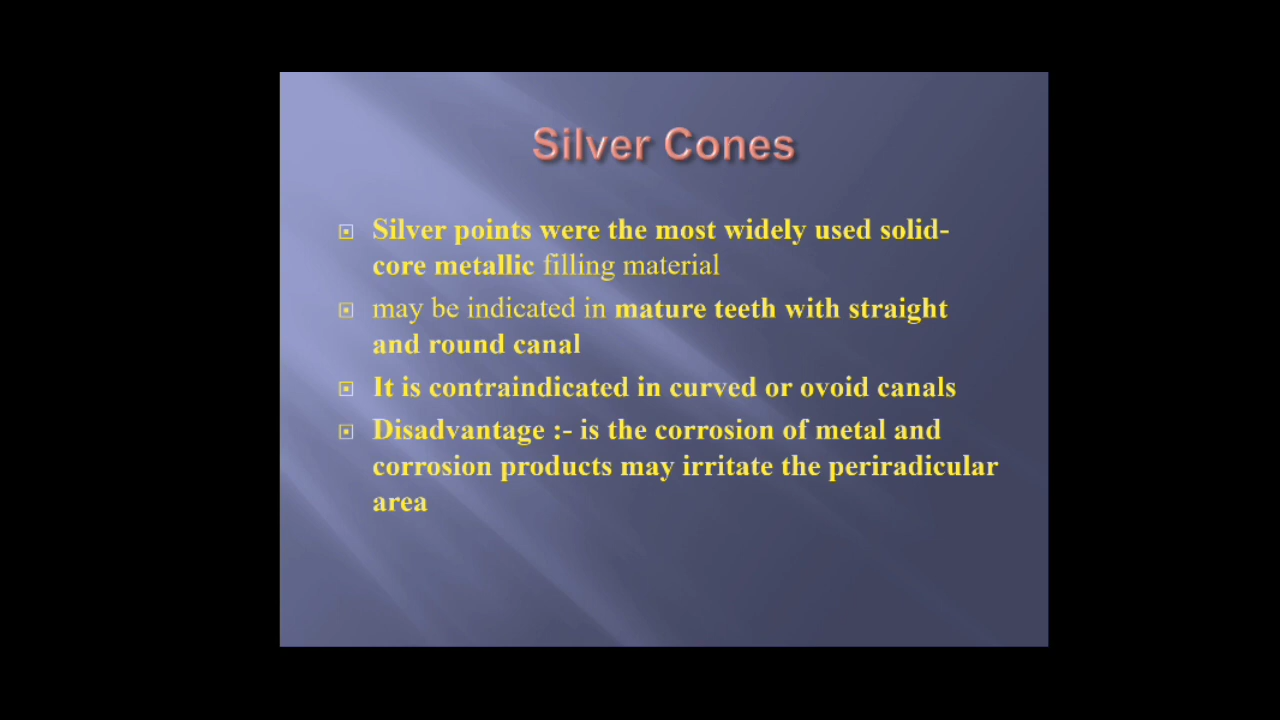 Silver Cones
Silver points were the most widely used solid-
core metallic filling material
may be indicated in mature teeth with straight
and round canal
It is contraindicated in curved or ovoid canals
Disadvantage :- is the corrosion of metal and
corrosion products may irritate the periradicular
area